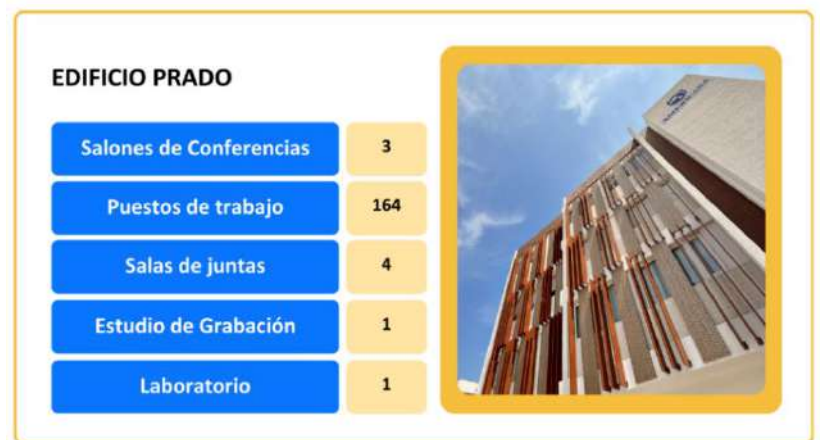 EDIFICIO PRADO
Salones de Conferencias 3
Puestos de trabajo 164
Salas de juntas 4
Estudio de Grabación 1
Laboratorio 1